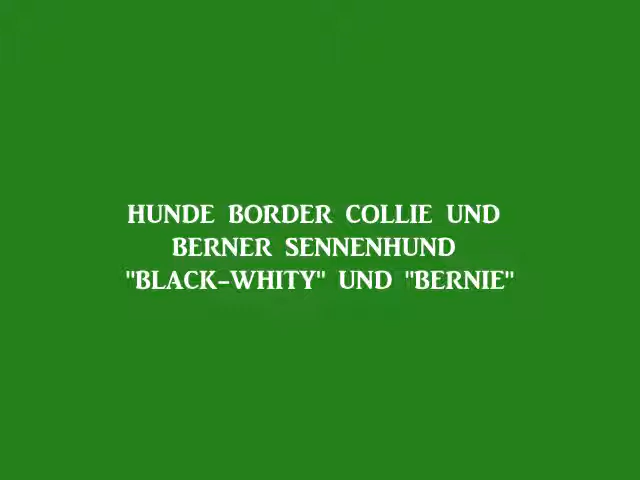 HUNDE BORDER COLLIE UND
BERNER SENNENHUND
"BLACK-WHITY" UND "BERNIE"